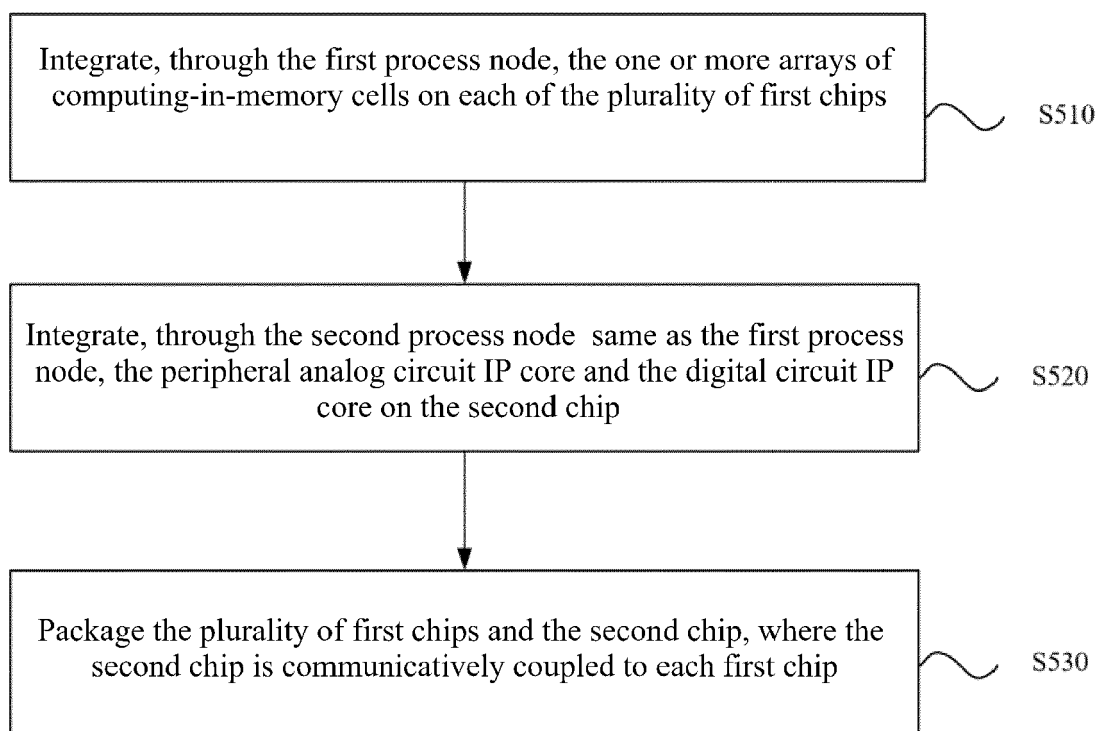 Integrate, through the first process node, the one or more arrays of
computing-in-memory cells on each of the plurality of first chips
S510
Integrate, through the second process node same as the first process
node, the peripheral analog circuit IP core and the digital circuit IP
core on the second chip
S520
Package the plurality of first chips and the second chip, where the
second chip is communicatively coupled to each first chip
S530